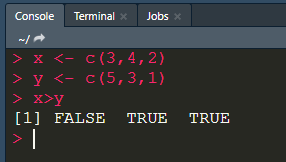 Console Terminal × Jobs ×
~/
> x <- c(3,4,2)
> y <- c(5,3,1)
> x>y
[1] FALSE  TRUE  TRUE
>